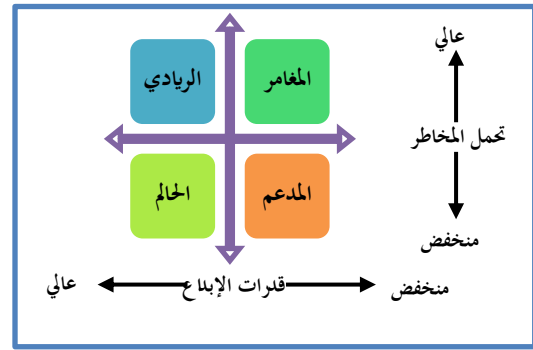 عالي
المغامر
الريادي
تحمل المخاطر
المدعم
الحالم
منخفض
منخفض
قدرات الإبداع
عالي